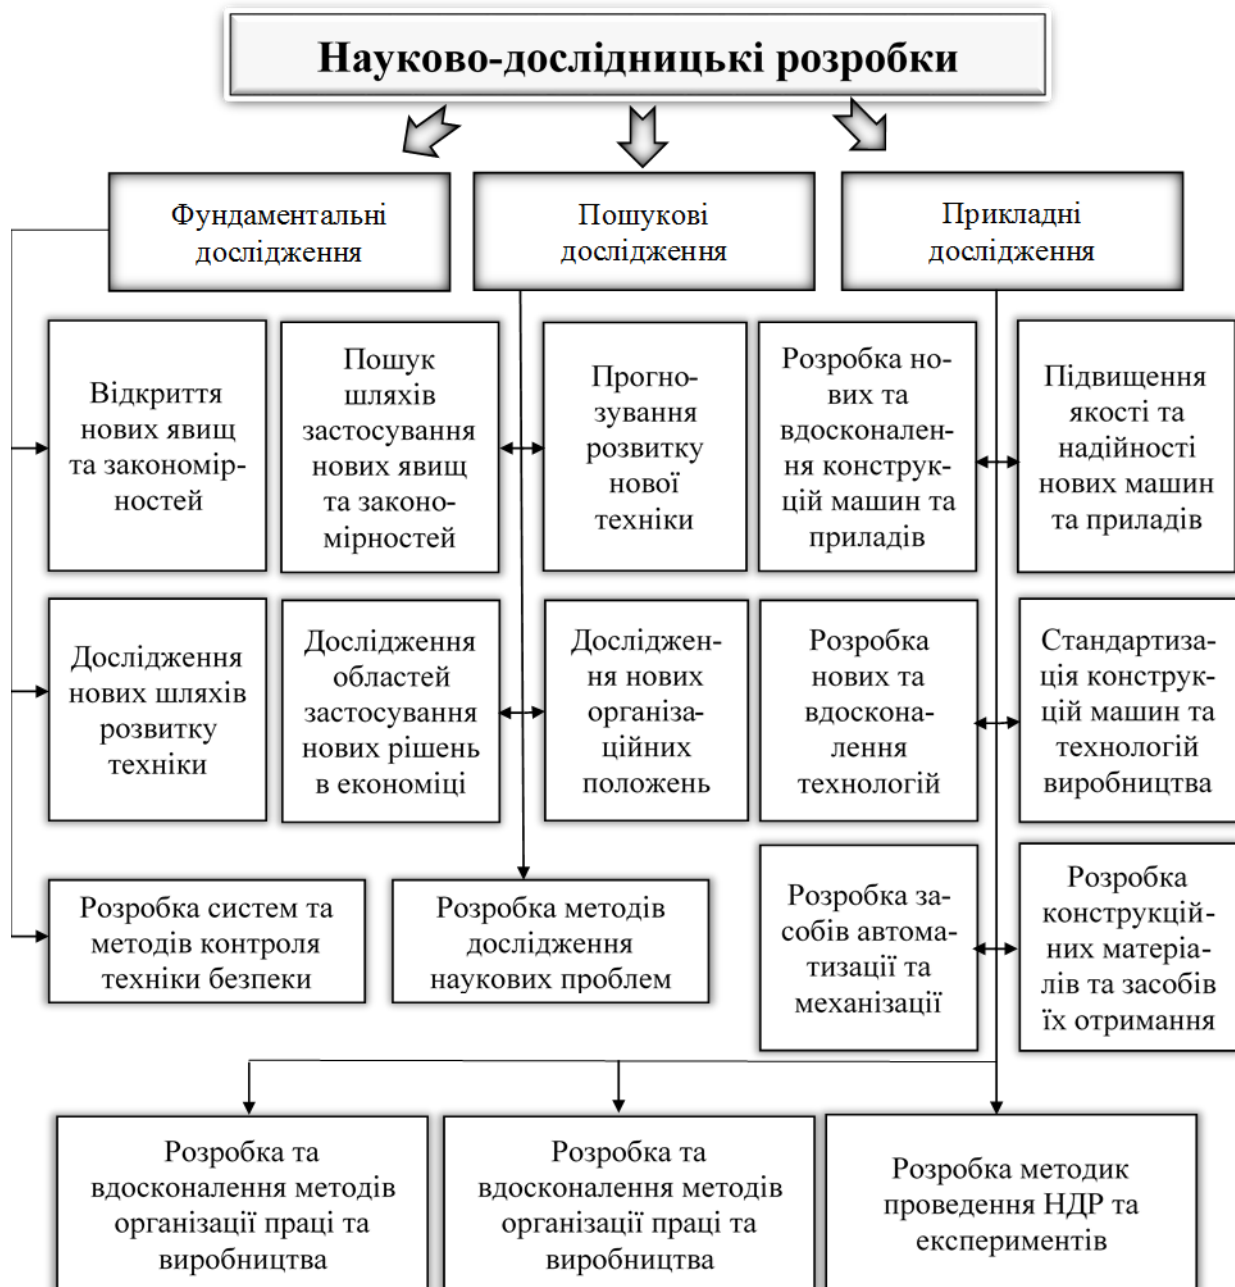 Науково-дослідницькі розробки
Фундаментальні
дослідження
Пошукові
дослідження
Прикладні
дослідження
Відкриття
нових явищ
та закономір-
ностей
Пошук
шляхів
застосування
нових явищ
та законо-
мірностей
Прогно-
зування
розвитку
нової
техніки
Розробка но-
вих та
вдосконален-
ня конструк-
цій машин та
приладів
Підвищення
якості та
надійності
нових машин
та приладів
Дослідження
нових шляхів
розвитку
техніки
Дослідження
областей
застосування
нових рішень
в економіці
Досліджен-
ня нових
організа-
ційних
положень
Розробка
нових та
вдоскона-
лення
технологій
Стандартиза-
ція конструк-
цій машин та
технологій
виробництва
Розробка систем та
методів контроля
техніки безпеки
Розробка методів
дослідження
наукових проблем
Розробка за-
собів автома-
тизації та
механізації
Розробка
конструкцій-
них матеріа-
лів та засобів
їх отримання
Розробка та
вдосконалення методів
організації праці та
виробництва
Розробка та
вдосконалення методів
організації праці та
виробництва
Розробка методик
проведення НДР та
експериментів